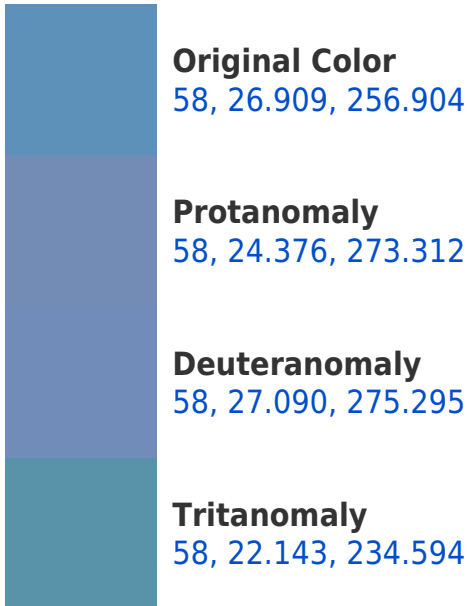 Original Color
58, 26.909, 256.904
Protanomaly
58, 24.376, 273.312
Deuteranomaly
58, 27.090, 275.295
Tritanomaly
58, 22.143, 234.594